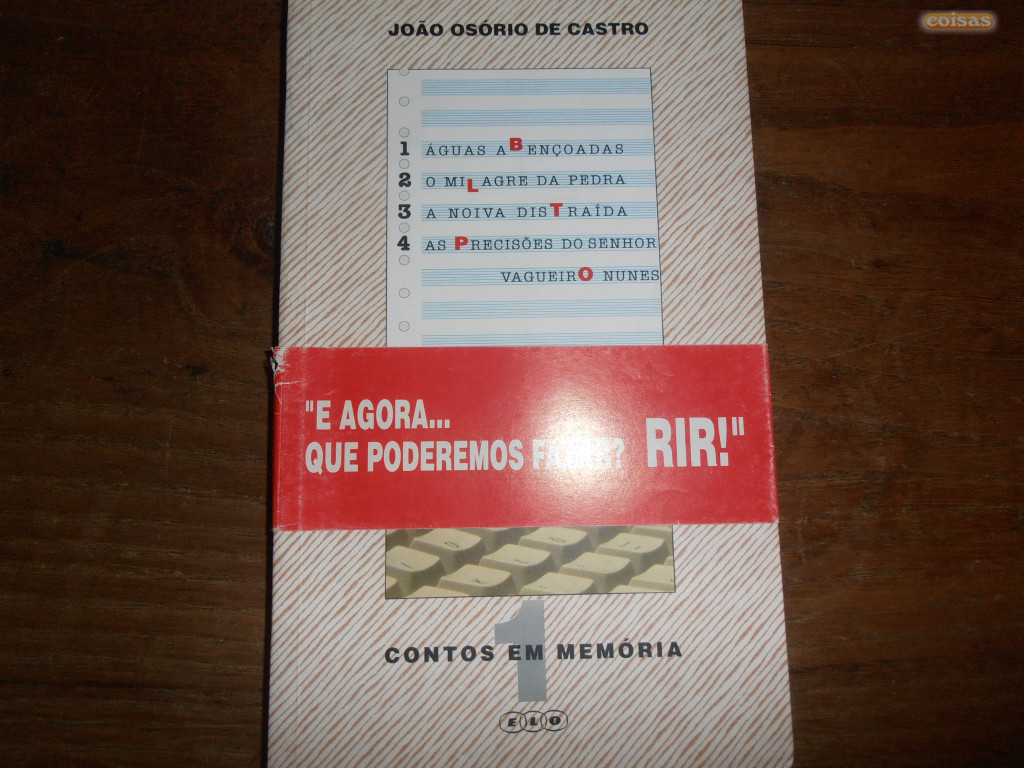 coisas
JOÃO OSÓRIO DE CASTRO
1 ÁGUAS ABENÇOADAS
2 O MILAGRE DA PEDRA
3 A NOIVA DISTRAÍDA
4 AS PRECISÕES DO SENHOR
VAGUEIRO NUNES
"E AGORA...
QUE PODEREMOS FAZER? RIR!"
1
CONTOS EM MEMÓRIA
ELO